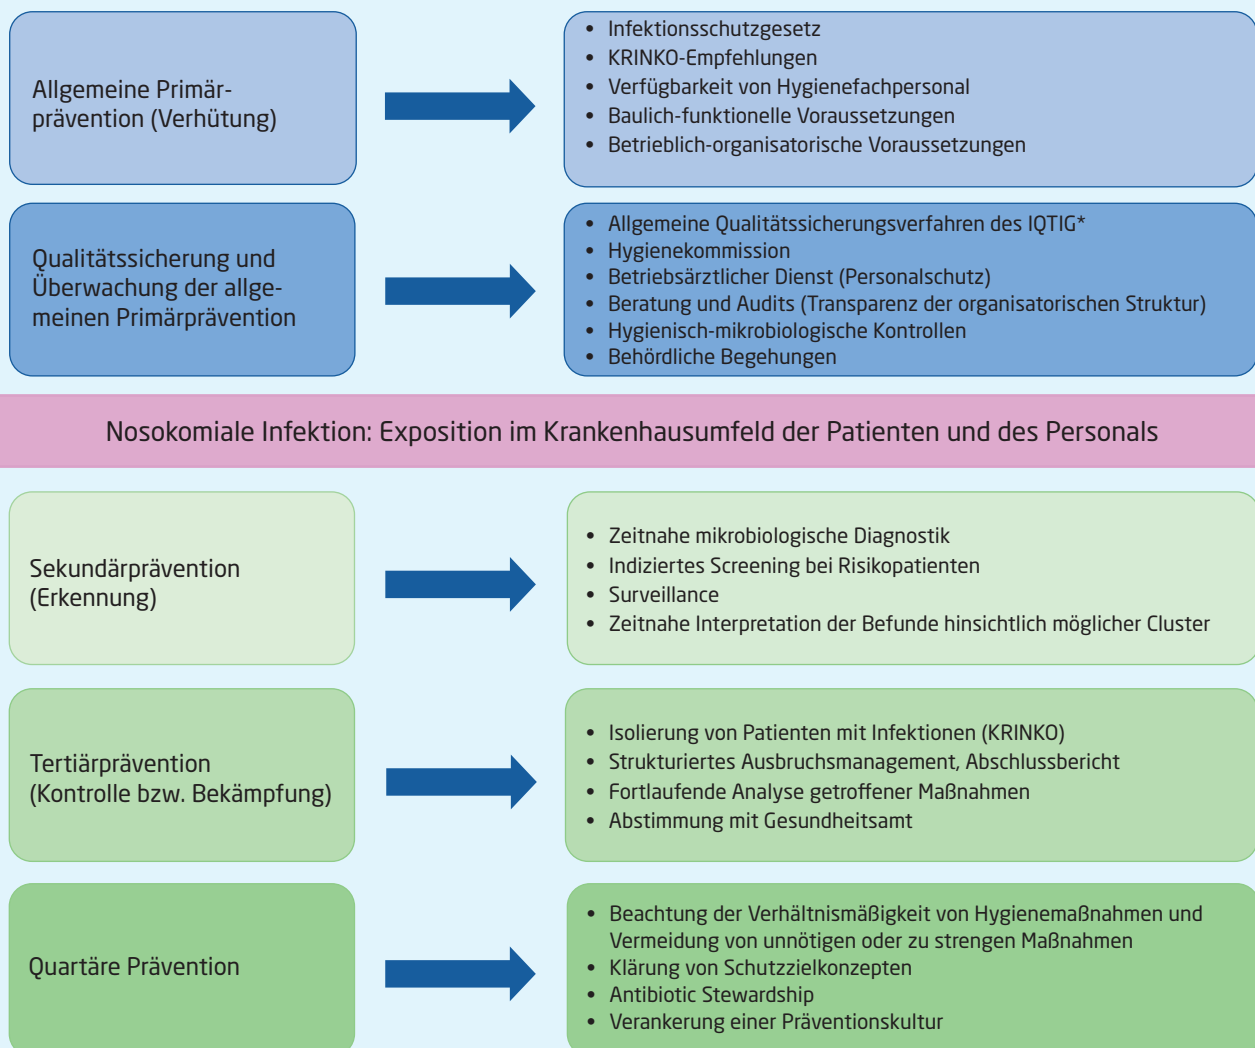 Allgemeine Primär-
prävention (Verhütung)
• Infektionsschutzgesetz
• KRINKO-Empfehlungen
• Verfügbarkeit von Hygienefachpersonal
• Baulich-funktionelle Voraussetzungen
• Betrieblich-organisatorische Voraussetzungen
Qualitätssicherung und
Überwachung der allge-
meinen Primärprävention
• Allgemeine Qualitätssicherungsverfahren des IQTIG*
• Hygienekommission
• Betriebsärztlicher Dienst (Personalschutz)
• Beratung und Audits (Transparenz der organisatorischen Struktur)
• Hygienisch-mikrobiologische Kontrollen
• Behördliche Begehungen
Nosokomiale Infektion: Exposition im Krankenhausumfeld der Patienten und des Personals
Sekundärprävention
(Erkennung)
• Zeitnahe mikrobiologische Diagnostik
• Indiziertes Screening bei Risikopatienten
• Surveillance
• Zeitnahe Interpretation der Befunde hinsichtlich möglicher Cluster
Tertiärprävention
(Kontrolle bzw. Bekämpfung)
• Isolierung von Patienten mit Infektionen (KRINKO)
• Strukturiertes Ausbruchsmanagement, Abschlussbericht
• Fortlaufende Analyse getroffener Maßnahmen
• Abstimmung mit Gesundheitsamt
Quartäre Prävention
• Beachtung der Verhältnismäßigkeit von Hygienemaßnahmen und
Vermeidung von unnötigen oder zu strengen Maßnahmen
• Klärung von Schutzzielkonzepten
• Antibiotic Stewardship
• Verankerung einer Präventionskultur